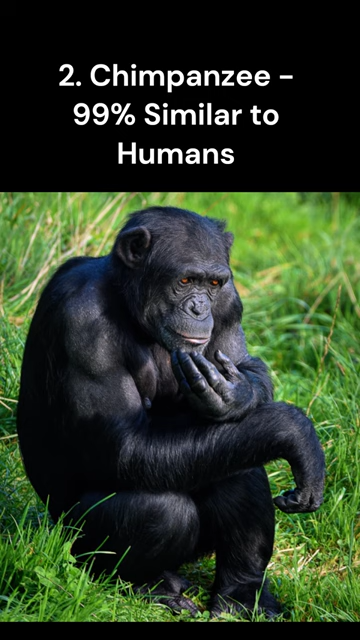 2. Chimpanzee –
99% Similar to
Humans